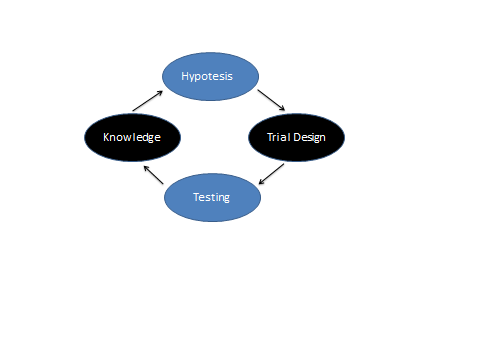 Hypotesis
Knowledge
Trial Design
Testing